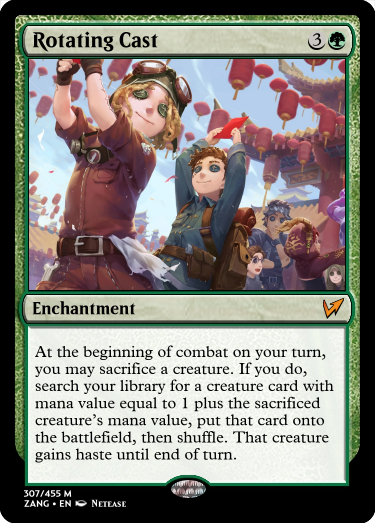 Rotating Cast 3
Enchantment
At the beginning of combat on your turn,
you may sacrifice a creature. If you do,
search your library for a creature card with
mana value equal to 1 plus the sacrificed
creature's mana value, put that card onto
the battlefield, then shuffle. That creature
gains haste until end of turn.
307/455 M
ZANG • EN Netease